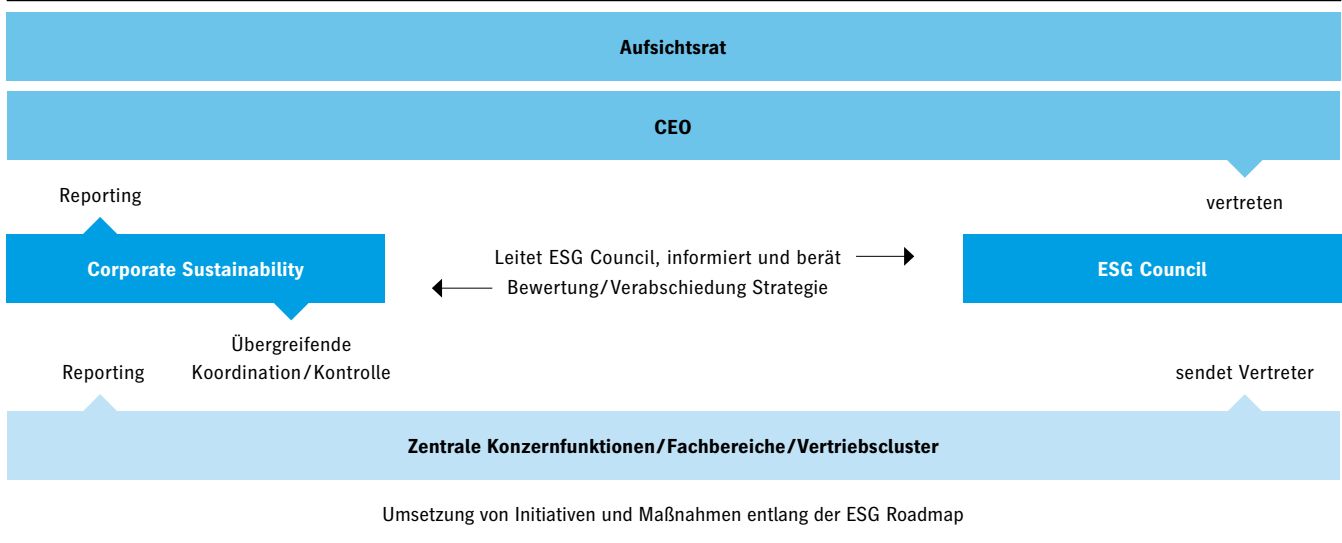 Aufsichtsrat
CEO
Reporting
vertreten
Corporate Sustainability
Leitet ESG Council, informiert und berät
Bewertung/Verabschiedung Strategie
ESG Council
Übergreifende
Koordination/Kontrolle
Reporting
sendet Vertreter
Zentrale Konzernfunktionen/Fachbereiche/Vertriebscluster
Umsetzung von Initiativen und Maßnahmen entlang der ESG Roadmap